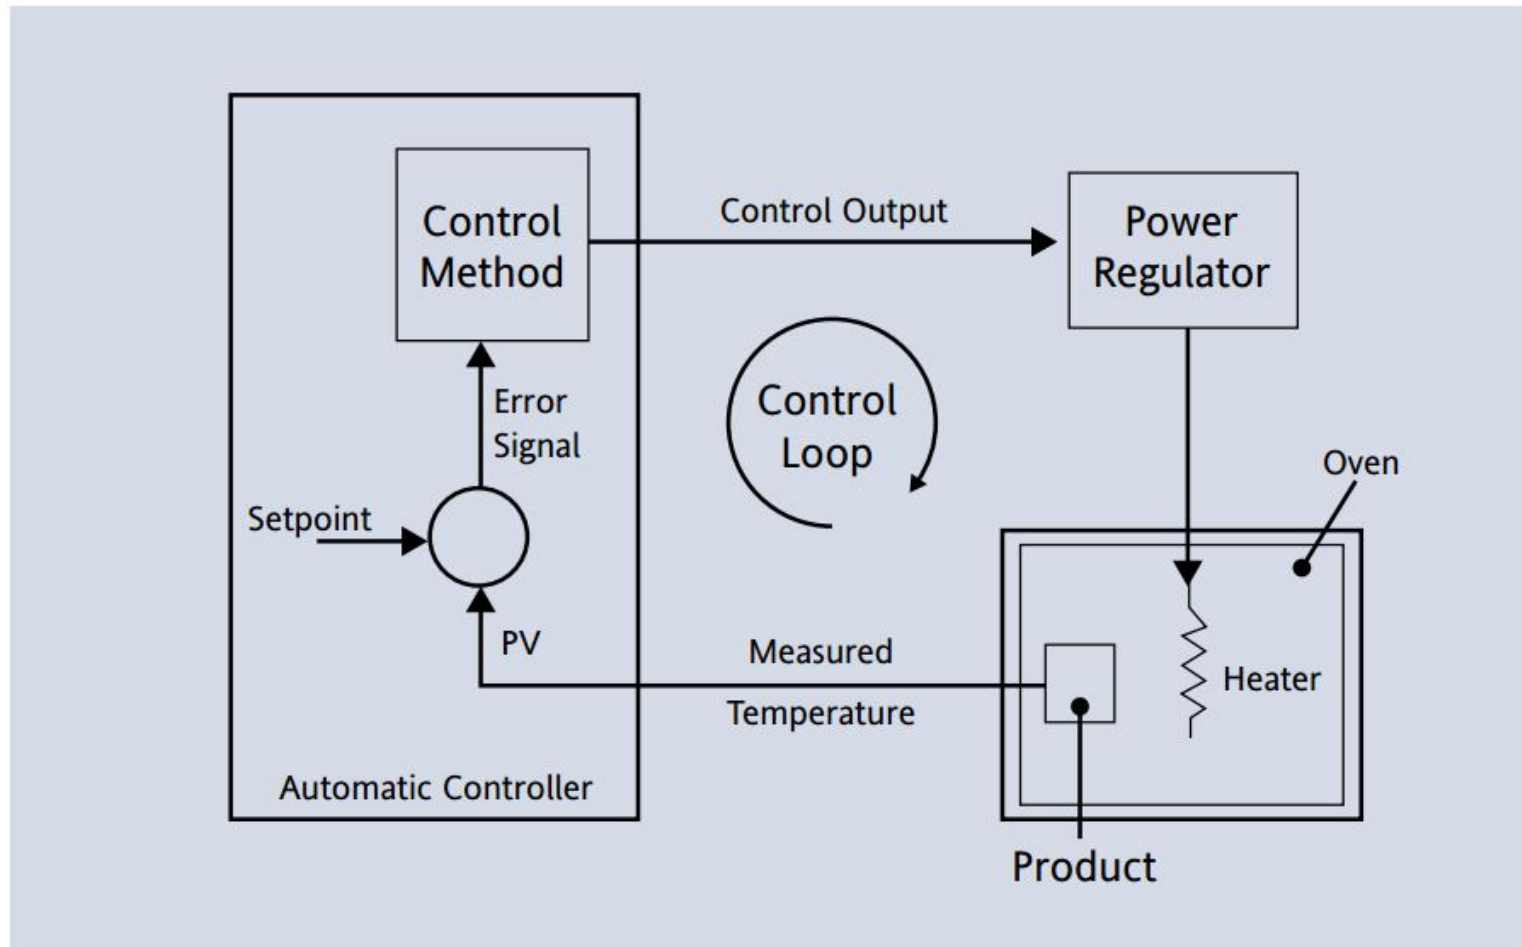 Control
Method
Control Output
Power
Regulator
Error
Signal
Control
Loop
Oven
Setpoint
PV
Measured
Temperature
Heater
Automatic Controller
Product